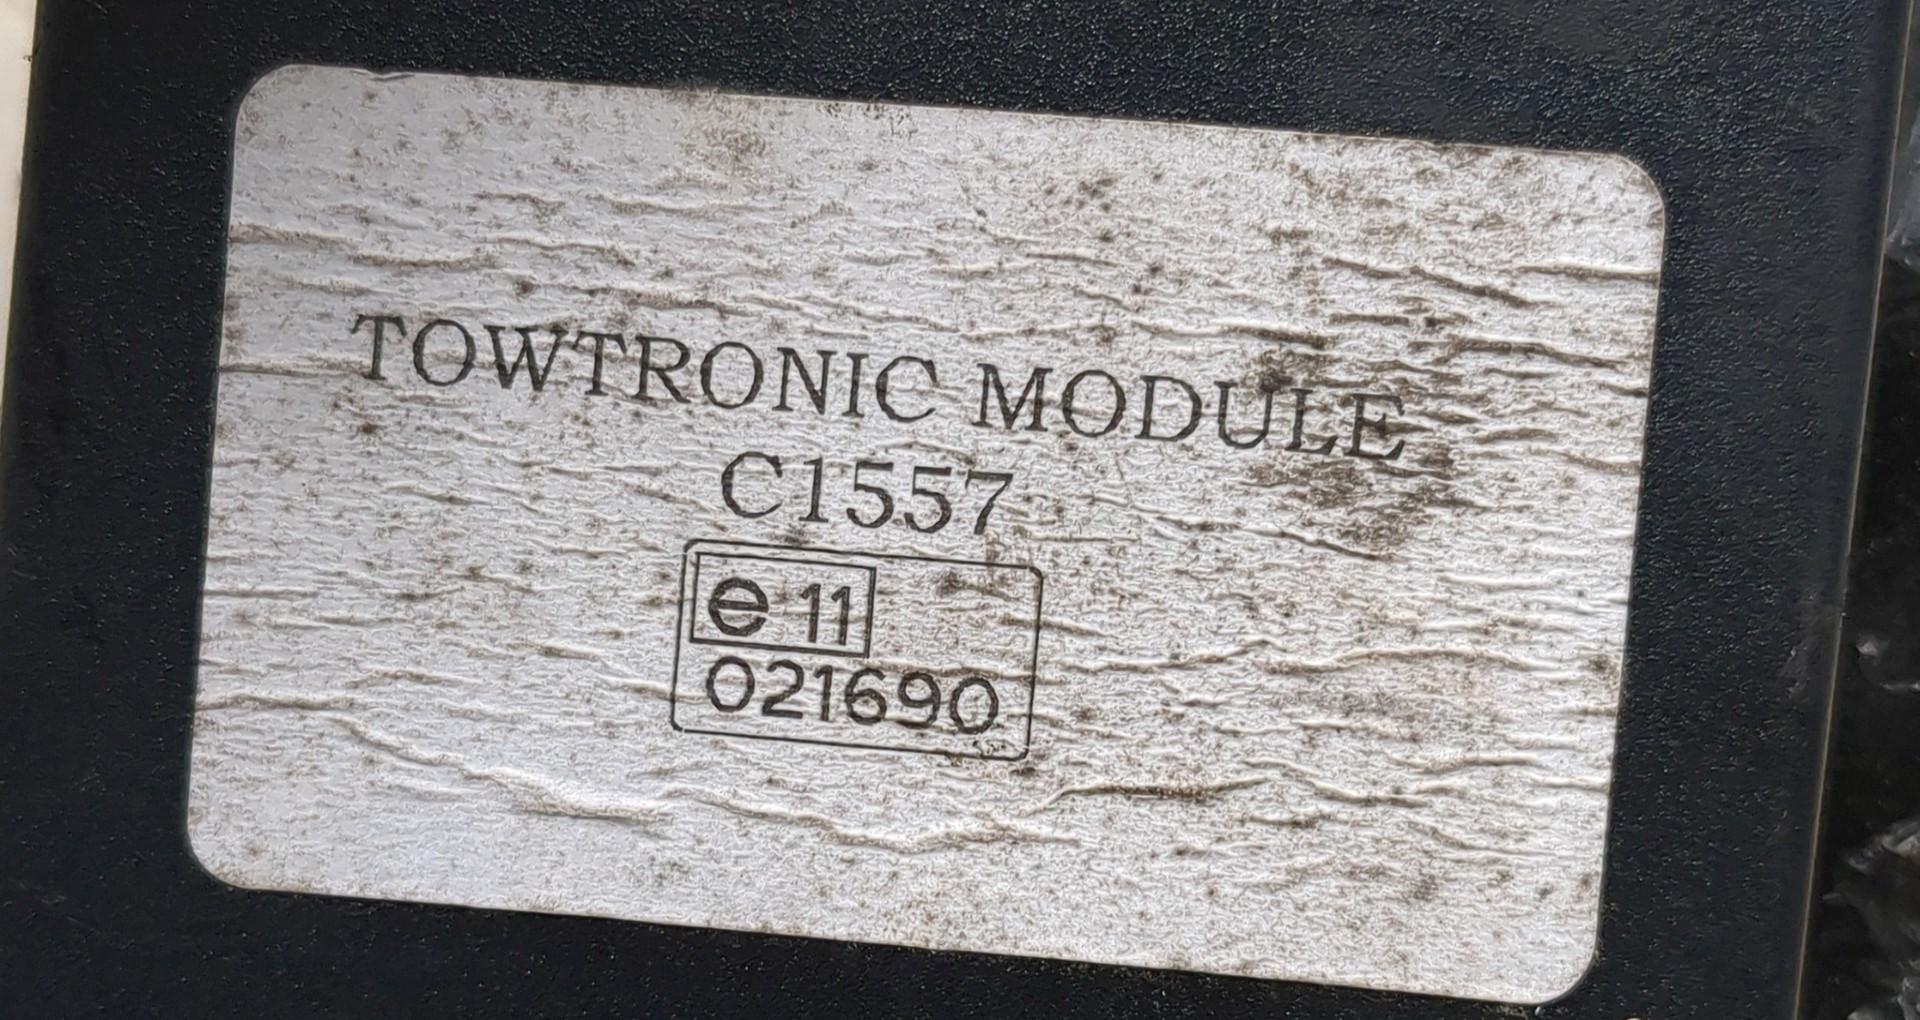 TOWTRONIC MODULE
C1557
e 11
021690